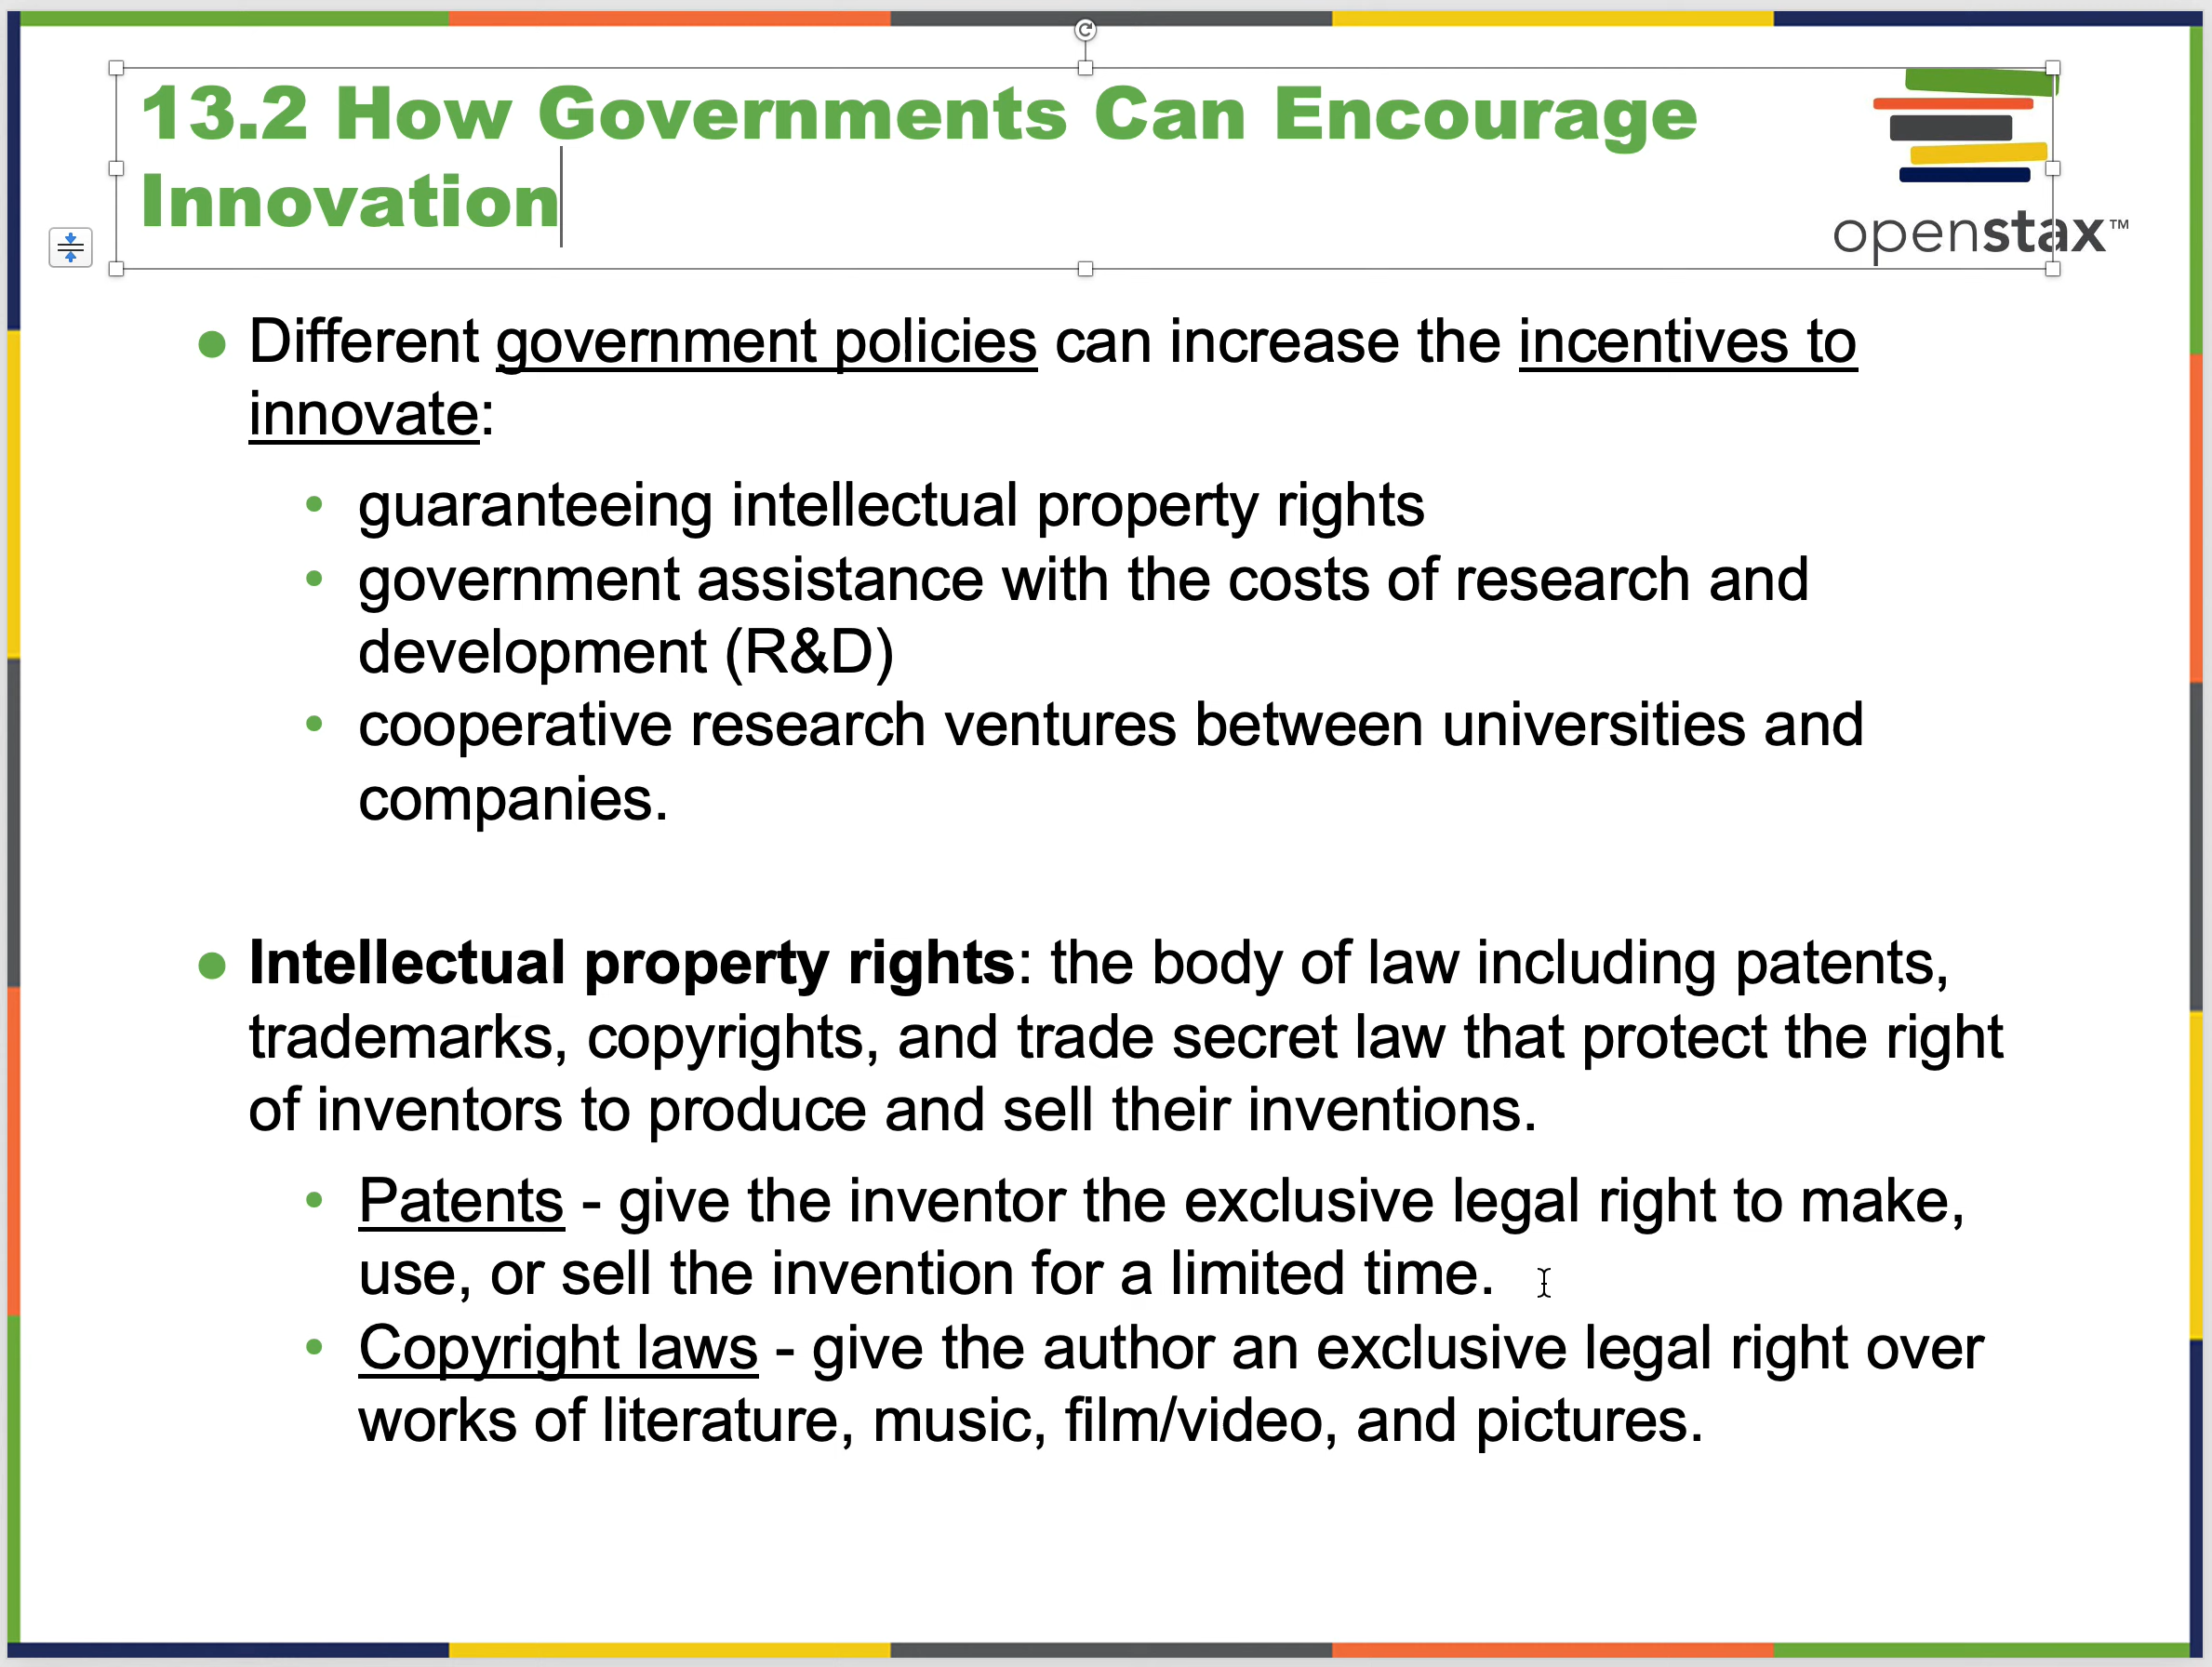 13.2 How Governments Can Encourage
Innovation
openstax™
Different government policies can increase the incentives to
innovate:
guaranteeing intellectual property rights
government assistance with the costs of research and
development (R&D)
cooperative research ventures between universities and
companies.
Intellectual property rights: the body of law including patents,
trademarks, copyrights, and trade secret law that protect the right
of inventors to produce and sell their inventions.
Patents - give the inventor the exclusive legal right to make,
use, or sell the invention for a limited time.
Copyright laws - give the author an exclusive legal right over
works of literature, music, film/video, and pictures.